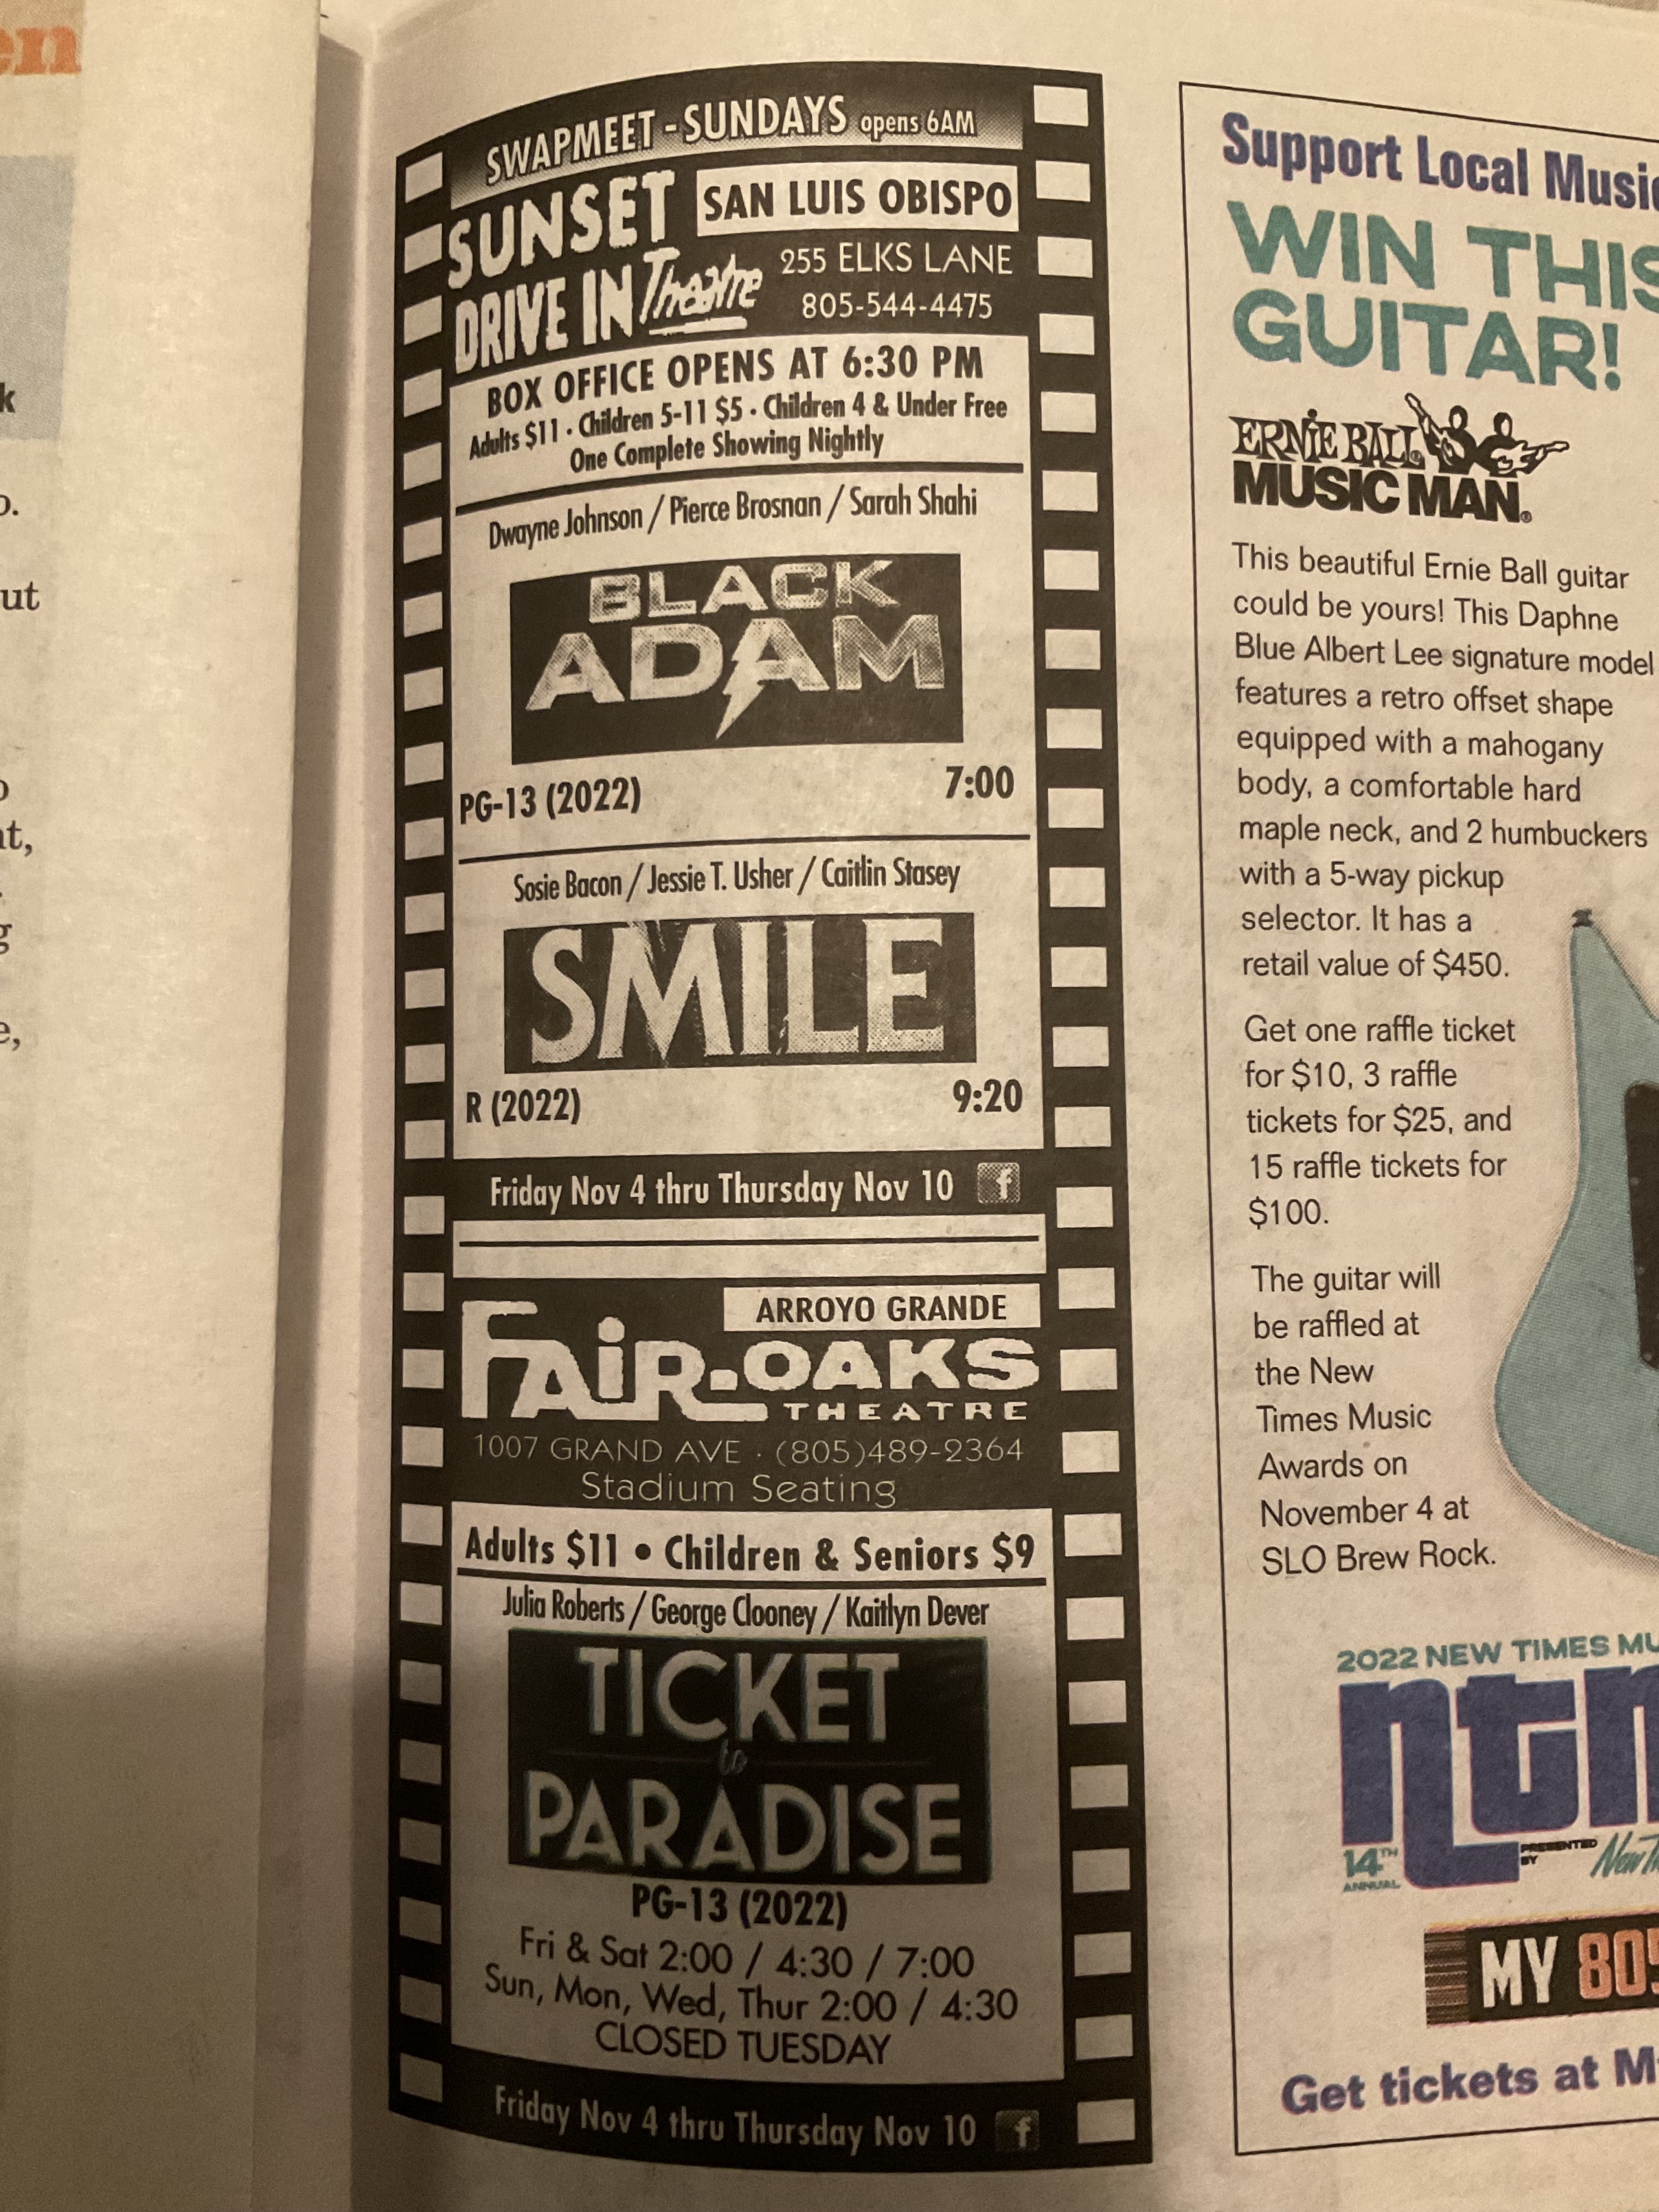 en
k
o.
ut
o
nt,
g
e,
SWAPMEET - SUNDAYS opens 6AM
SUNSET
DRIVE IN Theatre
SAN LUIS OBISPO
255 ELKS LANE
805-544-4475
BOX OFFICE OPENS AT 6:30 PM
Adults $11 · Children 5-11 $5 · Children 4 & Under Free
One Complete Showing Nightly
Dwayne Johnson / Pierce Brosnan / Sarah Shahi
BLACK
ADAM
PG-13 (2022) 7:00
Sosie Bacon / Jessie T. Usher / Caitlin Stasey
SMILE
R (2022) 9:20
Friday Nov 4 thru Thursday Nov 10 f
ARROYO GRANDE
FAiR-OAKS
THEATRE
1007 GRAND AVE · (805)489-2364
Stadium Seating
Adults $11 • Children & Seniors $9
Julia Roberts / George Clooney / Kaitlyn Dever
TICKET
to
PARADISE
PG-13 (2022)
Fri & Sat 2:00 / 4:30 / 7:00
Sun, Mon, Wed, Thur 2:00 / 4:30
CLOSED TUESDAY
Friday Nov 4 thru Thursday Nov 10 f
Support Local Music
WIN THIS
GUITAR!
ERNiE BALL®
MUSIC MAN®
This beautiful Ernie Ball guitar
could be yours! This Daphne
Blue Albert Lee signature model
features a retro offset shape
equipped with a mahogany
body, a comfortable hard
maple neck, and 2 humbuckers
with a 5-way pickup
selector. It has a
retail value of $450.
Get one raffle ticket
for $10, 3 raffle
tickets for $25, and
15 raffle tickets for
$100.
The guitar will
be raffled at
the New
Times Music
Awards on
November 4 at
SLO Brew Rock.
2022 NEW TIMES MU
ntm
14TH
ANNUAL
PRESENTED
BY
New Ti
MY 805
Get tickets at M